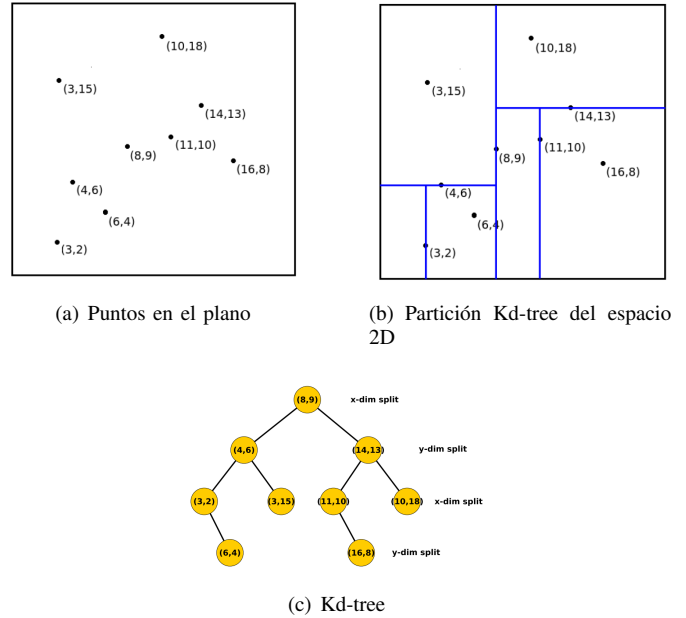 (10,18)
(3,15)
(14,13)
(11,10)
(8,9)
(16,8)
(4,6)
(6,4)
(3,2)
(a) Puntos en el plano
(10,18)
(3,15)
(14,13)
(11,10)
(8,9)
(16,8)
(4,6)
(6,4)
(3,2)
(b) Partición Kd-tree del espacio
2D
(8,9) x-dim split
(4,6) (14,13) y-dim split
(3,2) (3,15) (11,10) (10,18) x-dim split
(6,4) (16,8) y-dim split
(c) Kd-tree